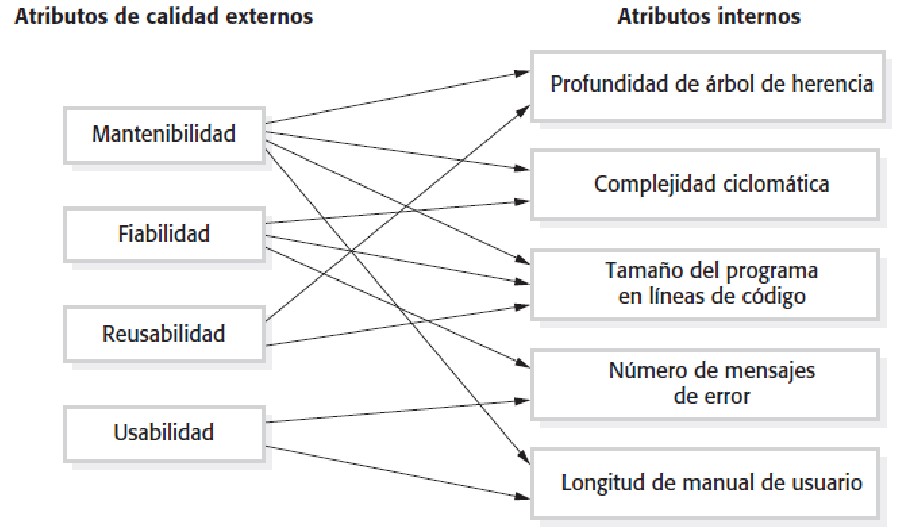 Atributos de calidad externos
Atributos internos
Mantenibilidad
Fiabilidad
Reusabilidad
Usabilidad
Profundidad de árbol de herencia
Complejidad ciclomática
Tamaño del programa
en líneas de código
Número de mensajes
de error
Longitud de manual de usuario